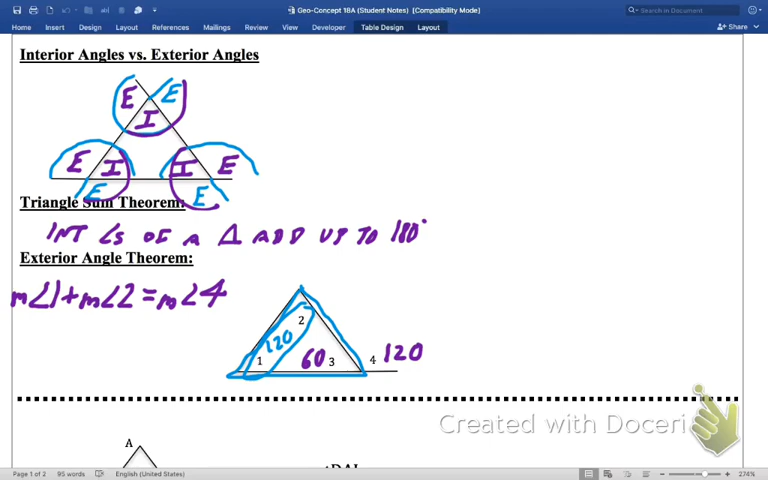 Geo-Concept 18A (Student Notes) [Compatibility Mode]
Search in Document
Home Insert Design Layout References Mailings Review View Developer Table Design Layout
Share
Interior Angles vs. Exterior Angles
E E
I
E I I E
E E
Triangle Sum Theorem:
INT ∠S OF A Δ ADD UP TO 180°
Exterior Angle Theorem:
m∠1+m∠2=m∠4
2
120
1 60 3 4 120
Created with Doceri
A
Page 1 of 2 95 words English (United States) 274%